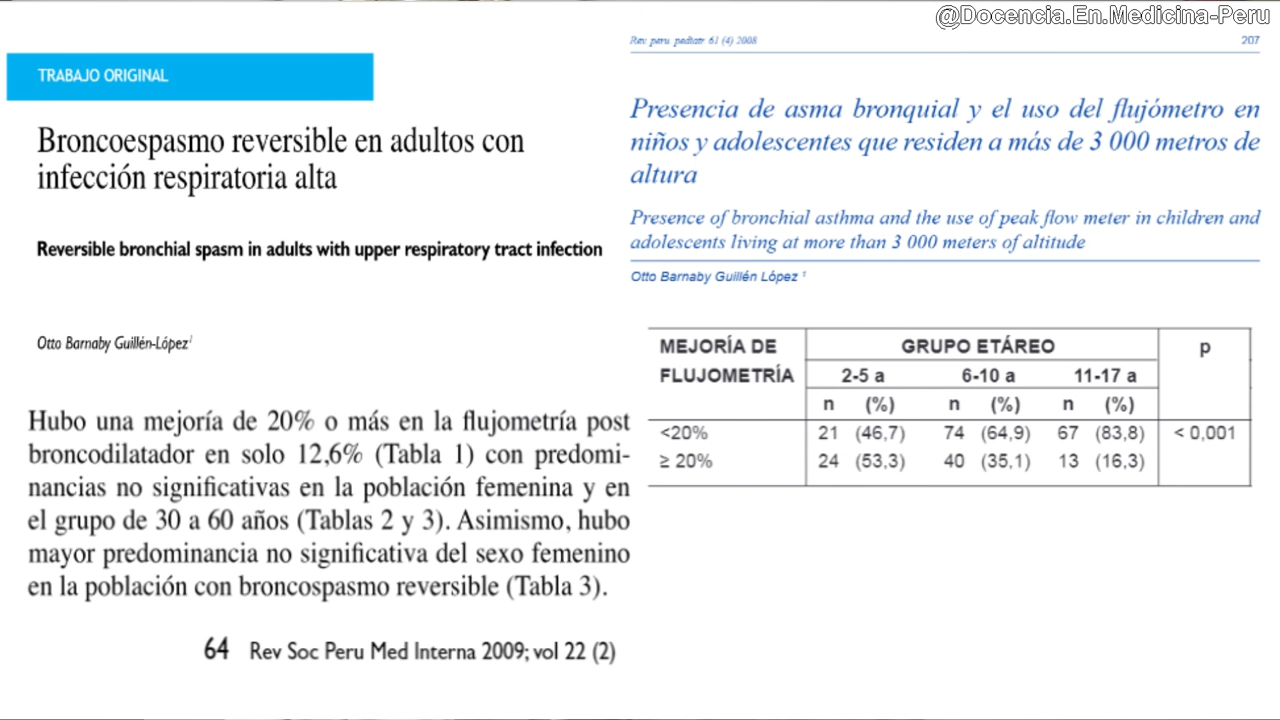 @Docencia.En.Medicina-Peru
TRABAJO ORIGINAL
Broncoespasmo reversible en adultos con
infección respiratoria alta
Reversible bronchial spasm in adults with upper respiratory tract infection
Otto Barnaby Guillén-López¹
Hubo una mejoría de 20% o más en la flujometría post
broncodilatador en solo 12,6% (Tabla 1) con predomi-
nancias no significativas en la población femenina y en
el grupo de 30 a 60 años (Tablas 2 y 3). Asimismo, hubo
mayor predominancia no significativa del sexo femenino
en la población con broncospasmo reversible (Tabla 3).
64 Rev Soc Peru Med Interna 2009; vol 22 (2)
Rev. peru. pediatr. 61 (4) 2008 207
Presencia de asma bronquial y el uso del flujómetro en
niños y adolescentes que residen a más de 3 000 metros de
altura
Presence of bronchial asthma and the use of peak flow meter in children and
adolescents living at more than 3 000 meters of altitude
Otto Barnaby Guillén López ¹
MEJORÍA DE GRUPO ETÁREO p
FLUJOMETRÍA 2-5 a 6-10 a 11-17 a
n (%) n (%) n (%)
<20% 21 (46,7) 74 (64,9) 67 (83,8) < 0,001
≥ 20% 24 (53,3) 40 (35,1) 13 (16,3)